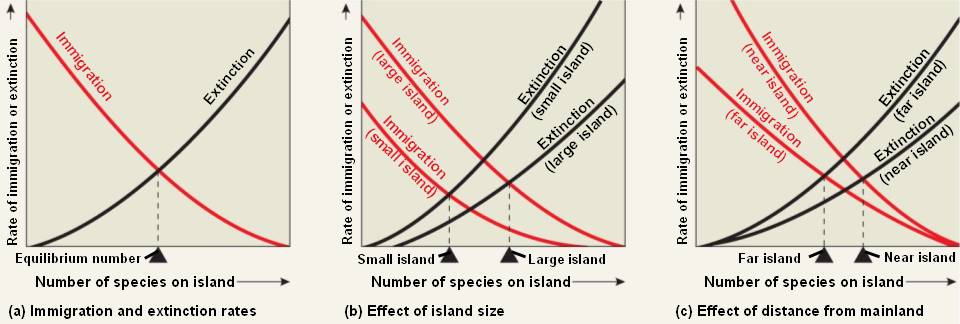 Rate of immigration or extinction
Immigration
Extinction
Equilibrium number
Number of species on island
(a) Immigration and extinction rates
Rate of immigration or extinction
Immigration
(large island)
Immigration
(small island)
Extinction
(small island)
Extinction
(large island)
Small island
Large island
Number of species on island
(b) Effect of island size
Rate of immigration or extinction
Immigration
(near island)
Immigration
(far island)
Extinction
(far island)
Extinction
(near island)
Far island
Near island
Number of species on island
(c) Effect of distance from mainland